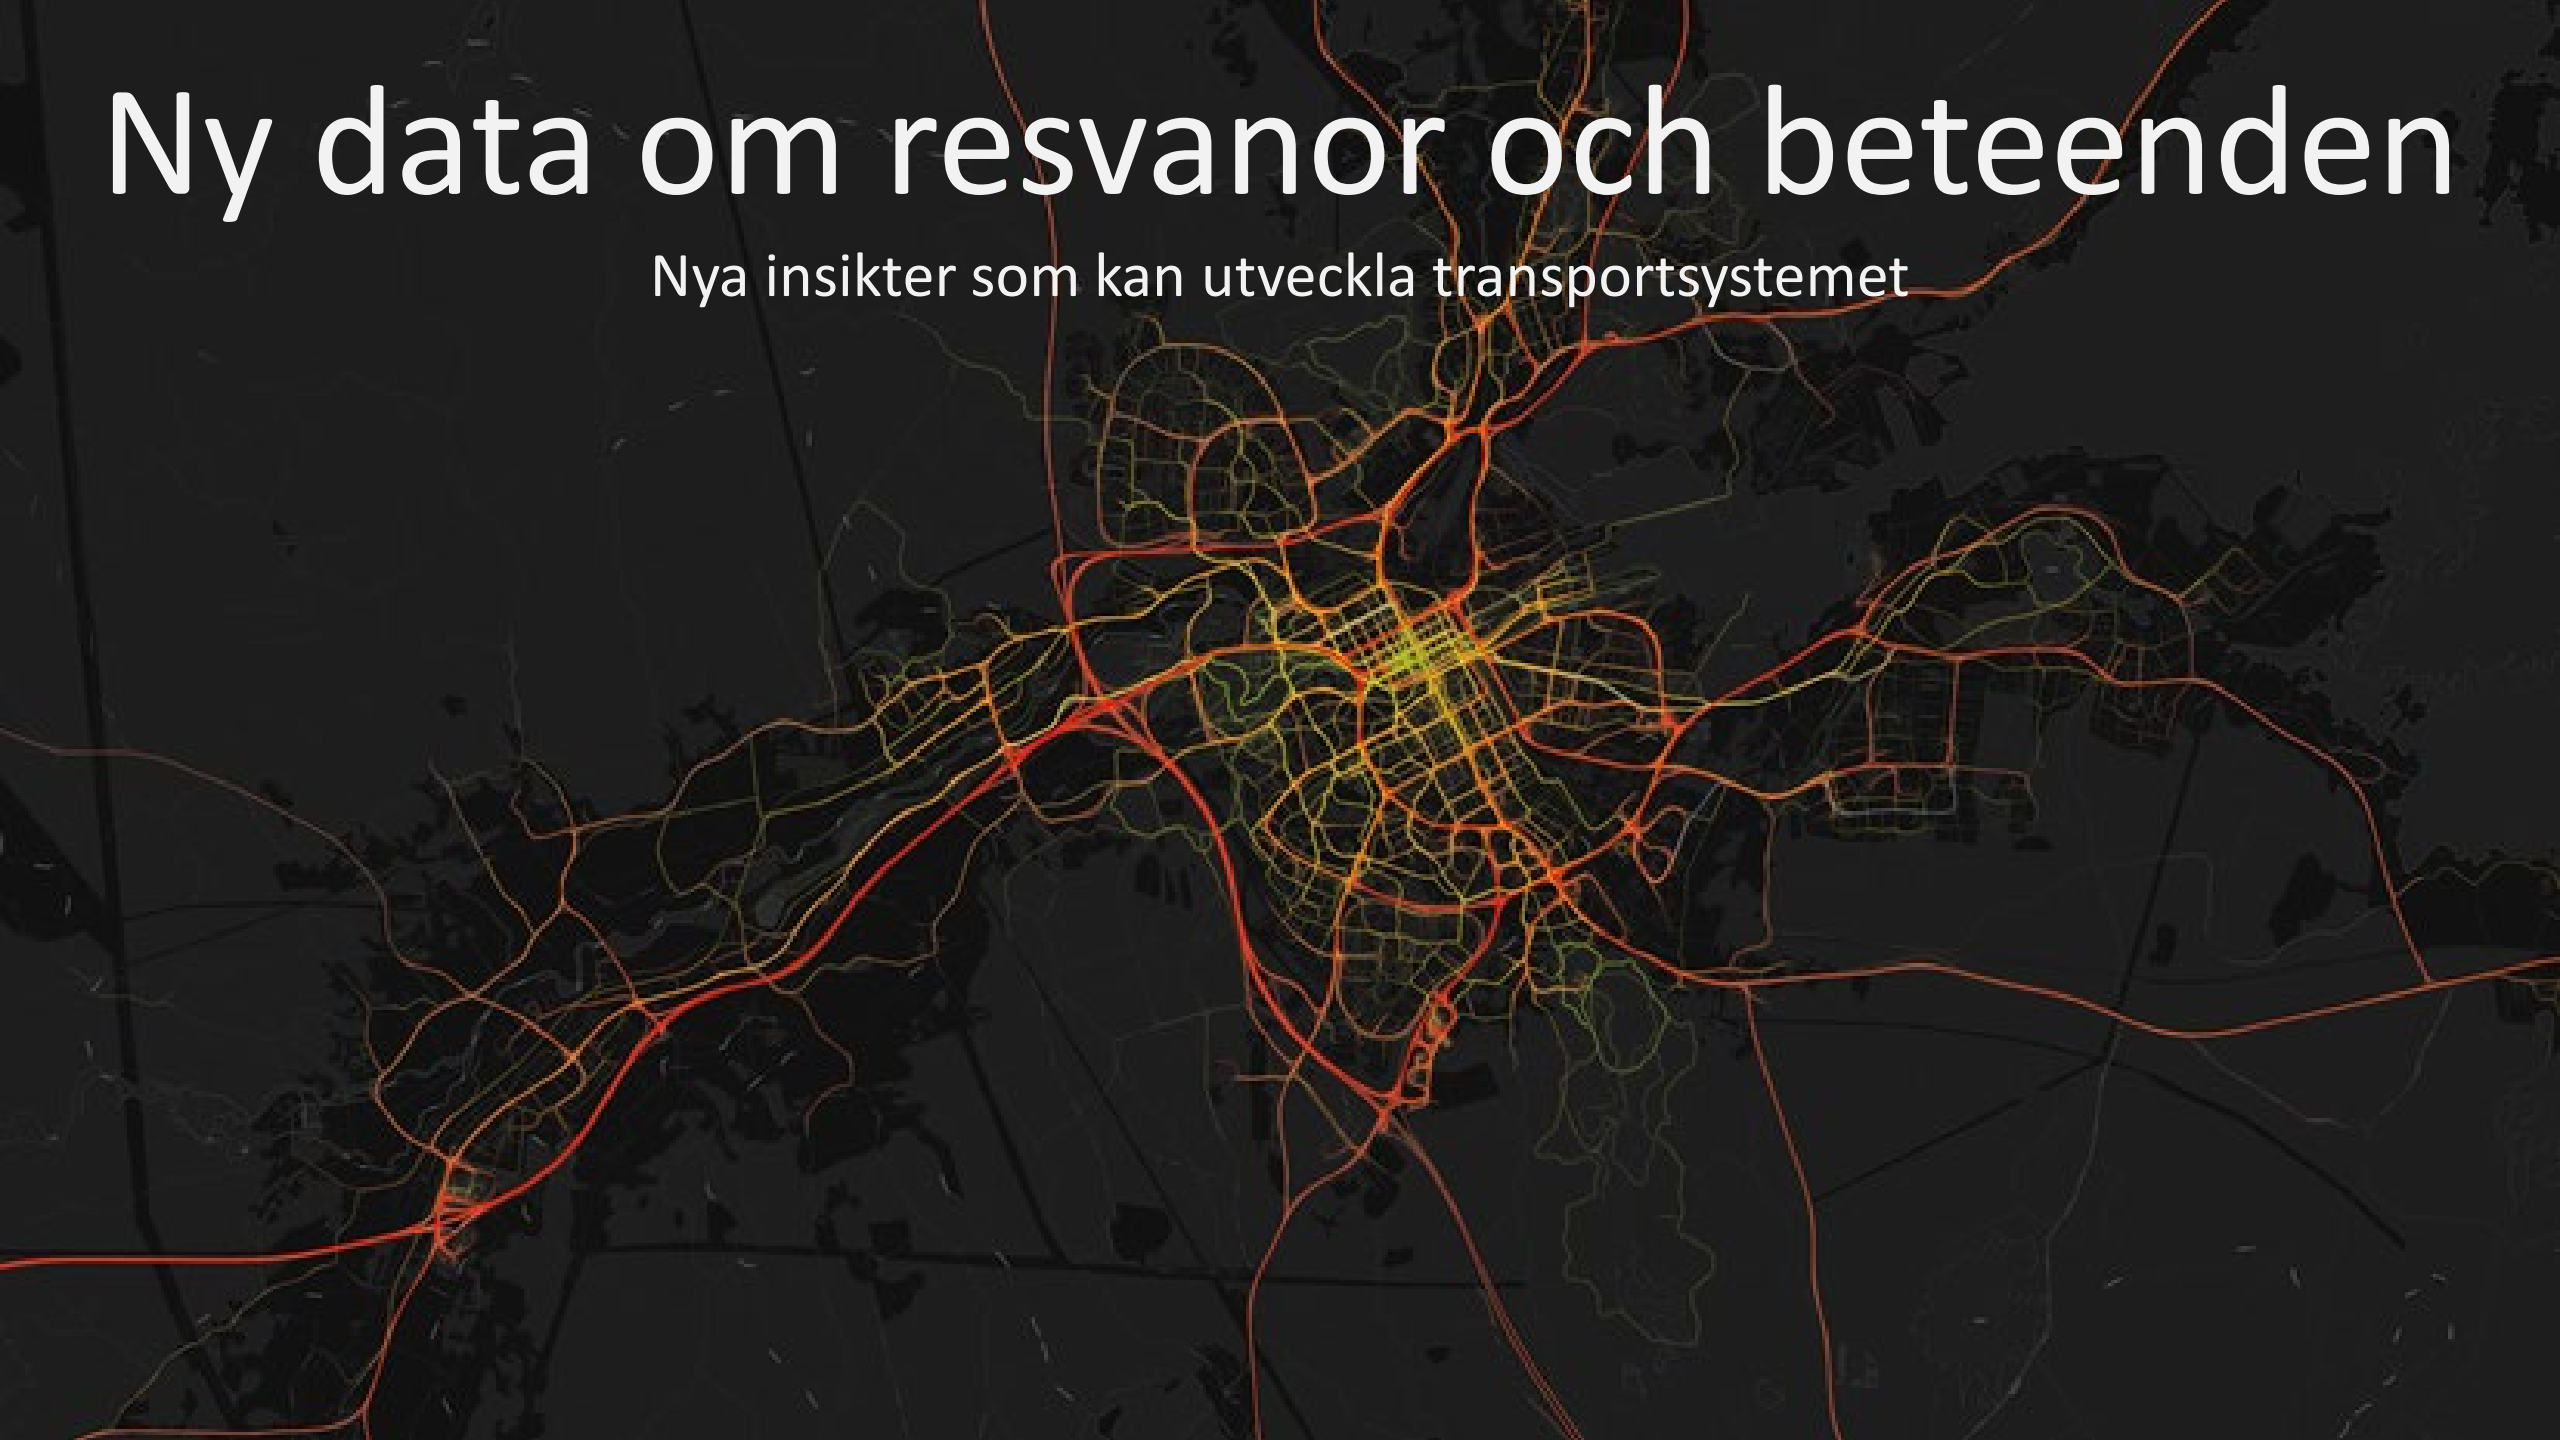 Ny data om resvanor och beteenden
Nya insikter som kan utveckla transportsystemet